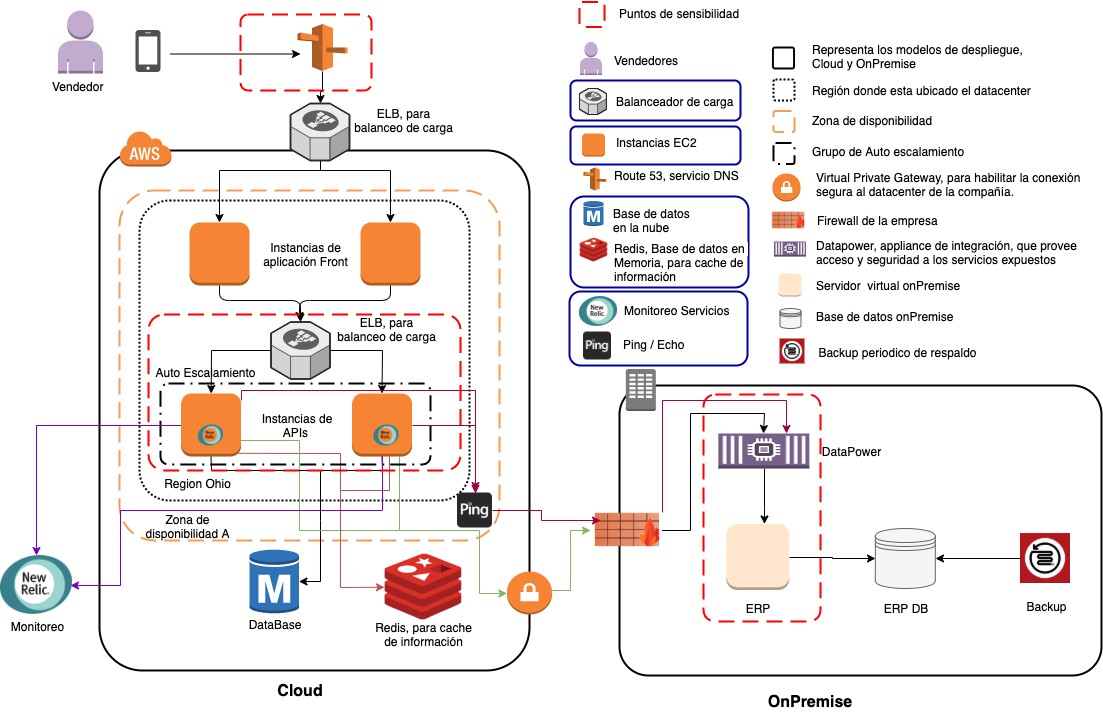 Vendedor
ELB, para
balanceo de carga
AWS
Instancias de
aplicación Front
ELB, para
balanceo de carga
Auto Escalamiento
Instancias de
APIs
New
Relic.
New
Relic.
Region Ohio
Zona de
disponibilidad A
Ping
New
Relic.
Monitoreo
M
DataBase
Redis, para cache
de información
Cloud
Puntos de sensibilidad
Vendedores
Balanceador de carga
Instancias EC2
Route 53, servicio DNS
M
Base de datos
en la nube
Redis, Base de datos en
Memoria, para cache de
información
New
Relic.
Monitoreo Servicios
Ping
Ping / Echo
Representa los modelos de despliegue,
Cloud y OnPremise
Región donde esta ubicado el datacenter
Zona de disponibilidad
Grupo de Auto escalamiento
Virtual Private Gateway, para habilitar la conexión
segura al datacenter de la compañía.
Firewall de la empresa
Datapower, appliance de integración, que provee
acceso y seguridad a los servicios expuestos
Servidor virtual onPremise
Base de datos onPremise
Backup periodico de respaldo
DataPower
ERP
ERP DB
Backup
OnPremise